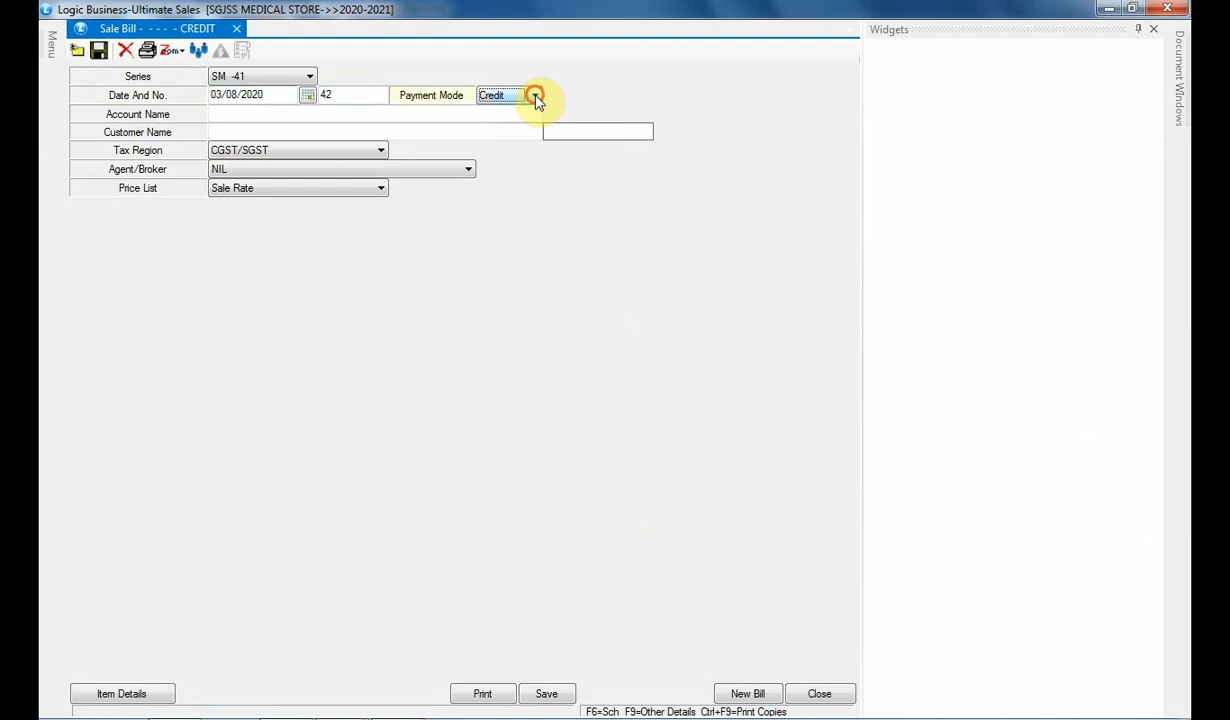 Logic Business-Ultimate Sales [SGJSS MEDICAL STORE->>2020-2021]
Sale Bill - - - - - CREDIT
Menu
Zom
Widgets
Document WIndows
Series SM -41
Date And No. 03/08/2020 42 Payment Mode Credit
Account Name
Customer Name
Tax Region CGST/SGST
Agent/Broker NIL
Price List Sale Rate
Item Details Print Save New Bill Close
F6=Sch F9=Other Details Ctrl+F9=Print Copies